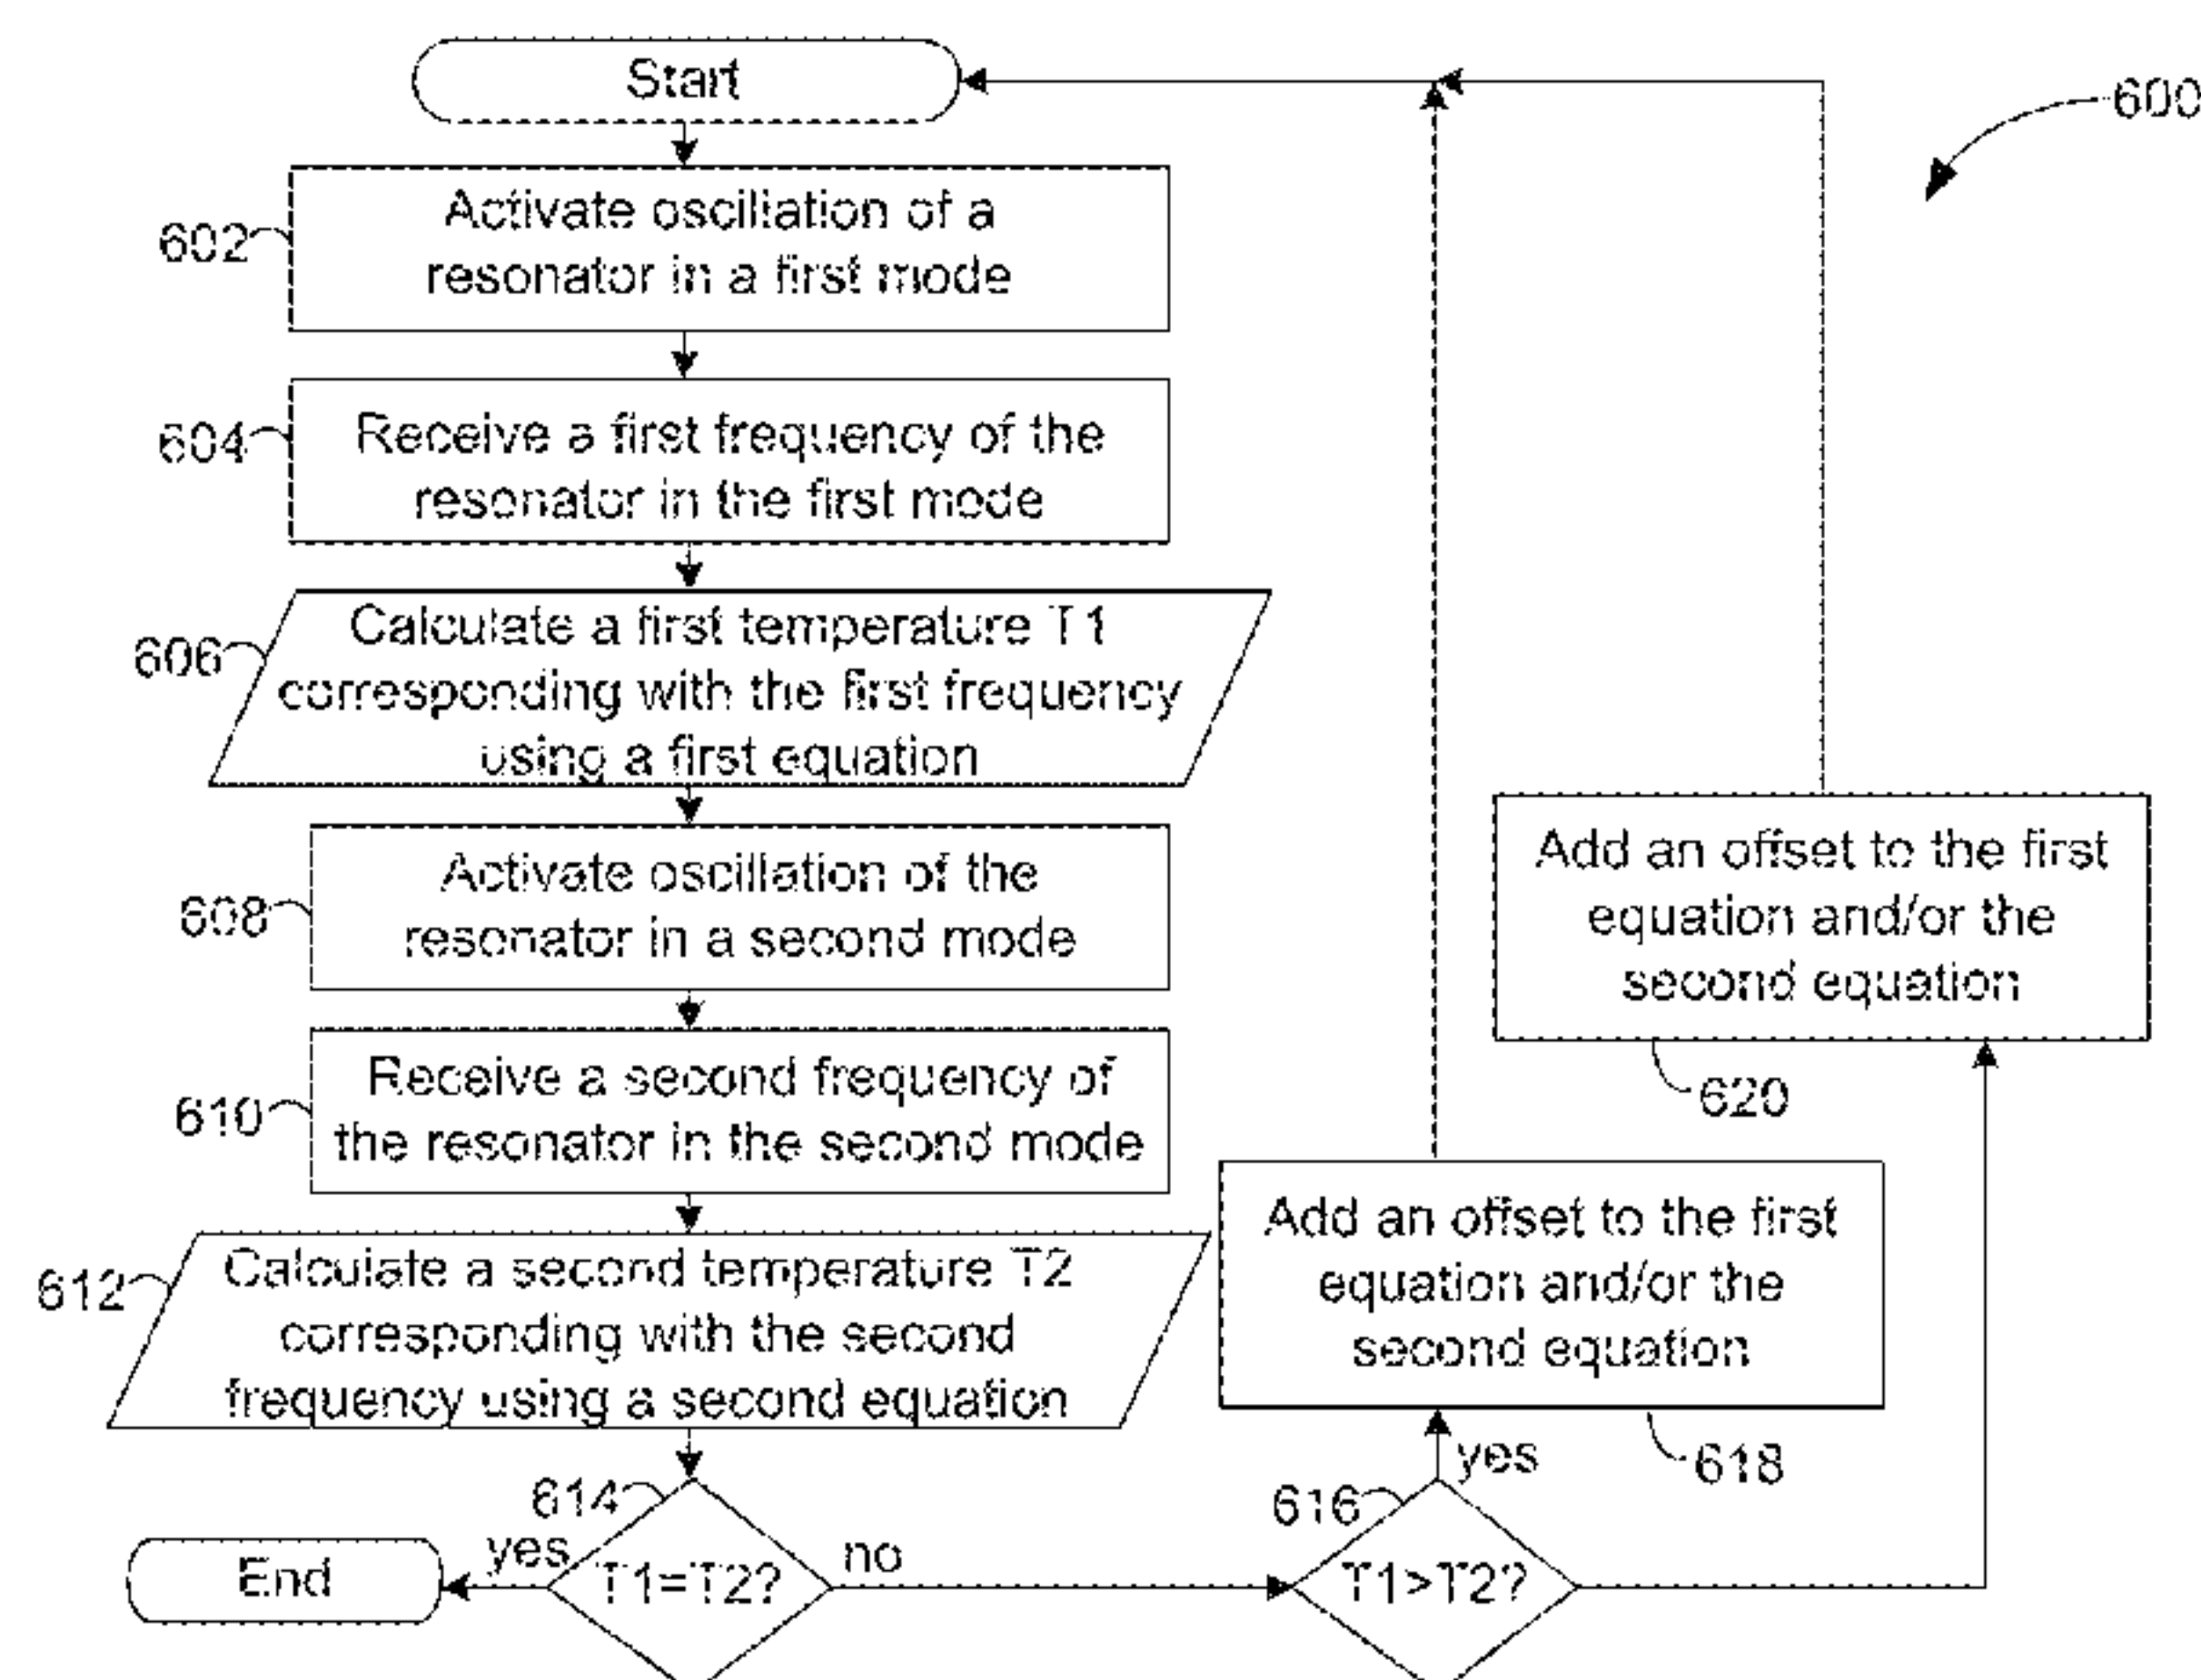 Start
600
602
Activate oscillation of a
resonator in a first mode
604
Receive a first frequency of the
resonator in the first mode
606
Calculate a first temperature T1
corresponding with the first frequency
using a first equation
608
Activate oscillation of the
resonator in a second mode
610
Receive a second frequency of
the resonator in the second mode
612
Calculate a second temperature T2
corresponding with the second
frequency using a second equation
614
T1=T2?
yes
no
End
616
T1>T2?
yes
Add an offset to the first
equation and/or the
second equation
618
Add an offset to the first
equation and/or the
second equation
620